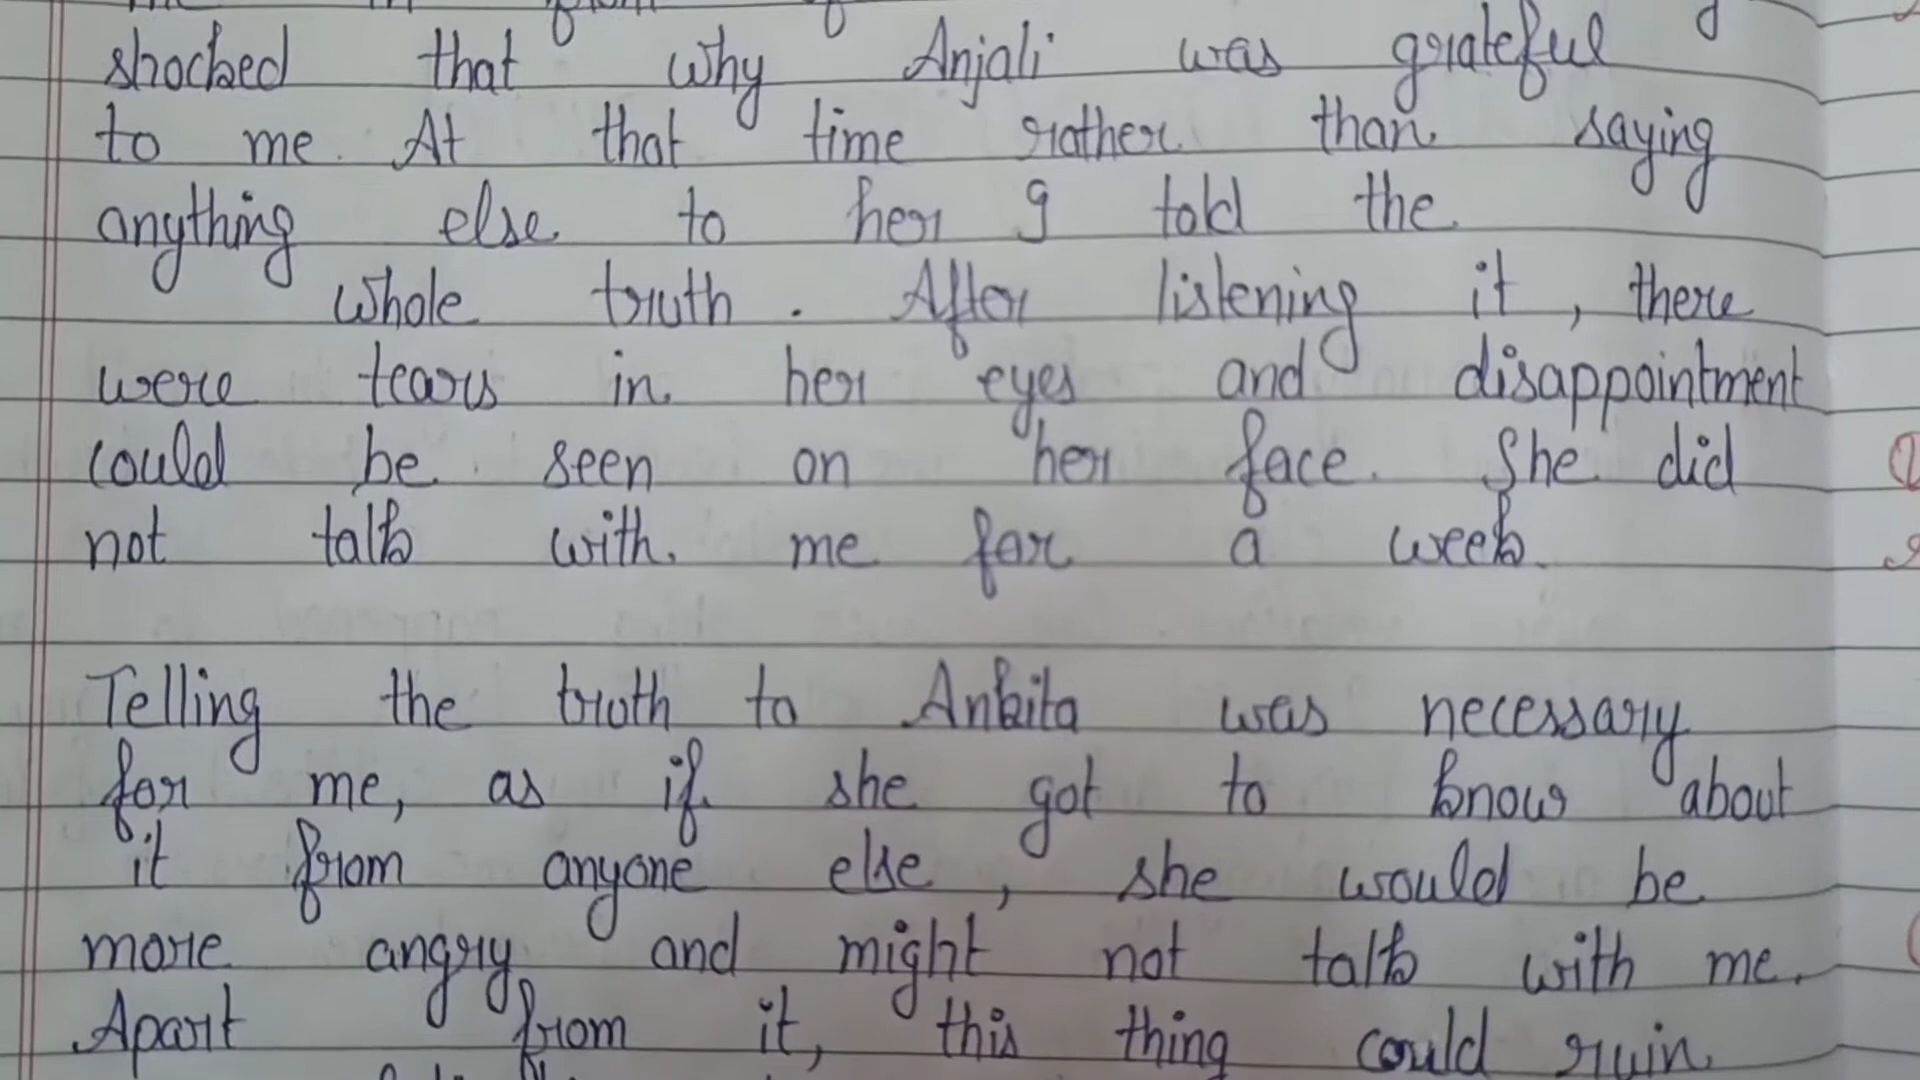 shocked that why Anjali was grateful
to me. At that time rather than saying
anything else to her I told the
whole truth. After listening it, there
were tears in her eyes and disappointment
could be seen on her face. She did
not talk with me for a week.
Telling the truth to Ankita was necessary
for me, as if she got to know about
it from anyone else, she would be
more angry and might not talk with me.
Apart from it, this thing could ruin